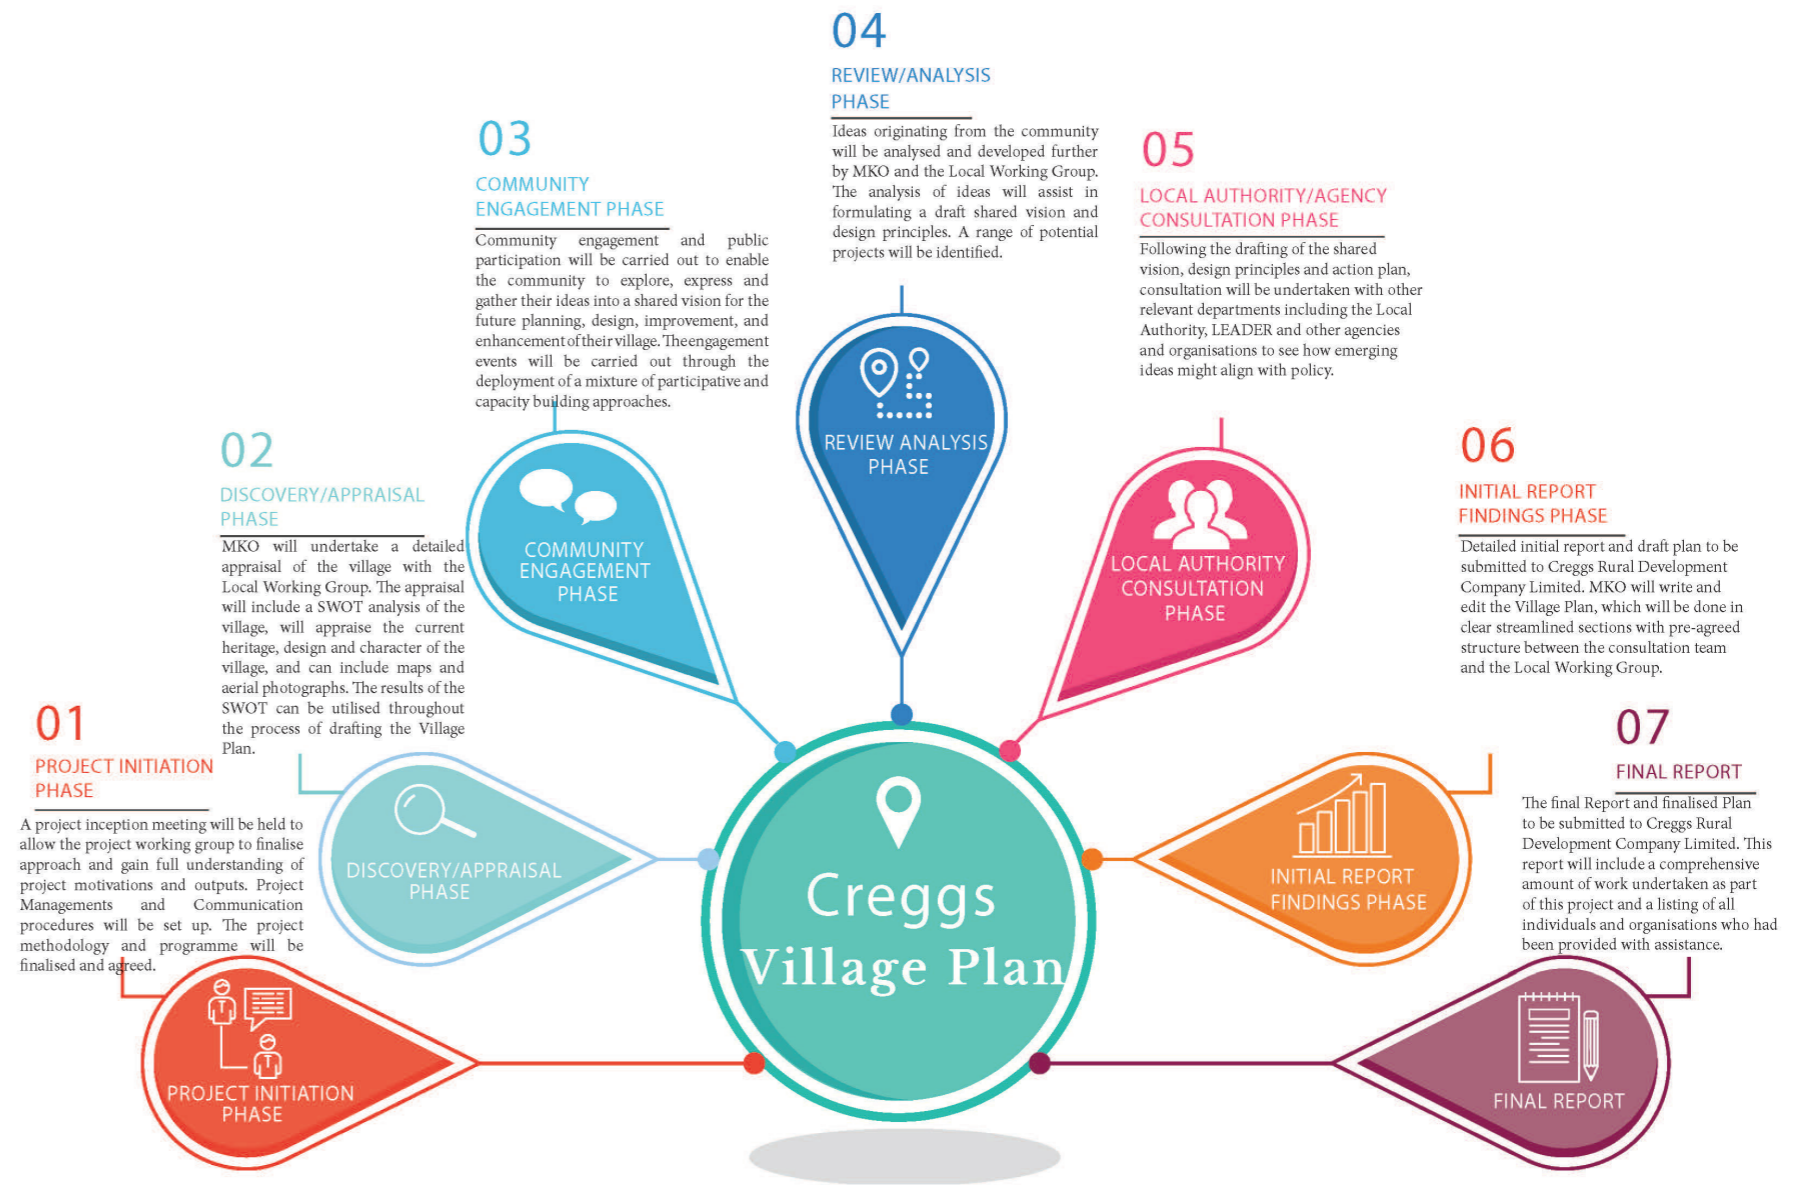 01
PROJECT INITIATION
PHASE
A project inception meeting will be held to
allow the project working group to finalise
approach and gain full understanding of
project motivations and outputs. Project
Managements and Communication
procedures will be set up. The project
methodology and programme will be
finalised and agreed.
PROJECT INITIATION
PHASE
02
DISCOVERY/APPRAISAL
PHASE
MKO will undertake a detailed
appraisal of the village with the
Local Working Group. The appraisal
will include a SWOT analysis of the
village, will appraise the current
heritage, design and character of the
village, and can include maps and
aerial photographs. The results of the
SWOT can be utilised throughout
the process of drafting the Village
Plan.
DISCOVERY/APPRAISAL
PHASE
03
COMMUNITY
ENGAGEMENT PHASE
Community engagement and public
participation will be carried out to enable
the community to explore, express and
gather their ideas into a shared vision for the
future planning, design, improvement, and
enhancement of their village. The engagement
events will be carried out through the
deployment of a mixture of participative and
capacity building approaches.
COMMUNITY
ENGAGEMENT
PHASE
04
REVIEW/ANALYSIS
PHASE
Ideas originating from the community
will be analysed and developed further
by MKO and the Local Working Group.
The analysis of ideas will assist in
formulating a draft shared vision and
design principles. A range of potential
projects will be identified.
REVIEW ANALYSIS
PHASE
05
LOCAL AUTHORITY/AGENCY
CONSULTATION PHASE
Following the drafting of the shared
vision, design principles and action plan,
consultation will be undertaken with other
relevant departments including the Local
Authority, LEADER and other agencies
and organisations to see how emerging
ideas might align with policy.
LOCAL AUTHORITY
CONSULTATION
PHASE
06
INITIAL REPORT
FINDINGS PHASE
Detailed initial report and draft plan to be
submitted to Creggs Rural Development
Company Limited. MKO will write and
edit the Village Plan, which will be done in
clear streamlined sections with pre-agreed
structure between the consultation team
and the Local Working Group.
INITIAL REPORT
FINDINGS PHASE
07
FINAL REPORT
The final Report and finalised Plan
to be submitted to Creggs Rural
Development Company Limited. This
report will include a comprehensive
amount of work undertaken as part
of this project and a listing of all
individuals and organisations who had
been provided with assistance.
FINAL REPORT
Creggs
Village Plan